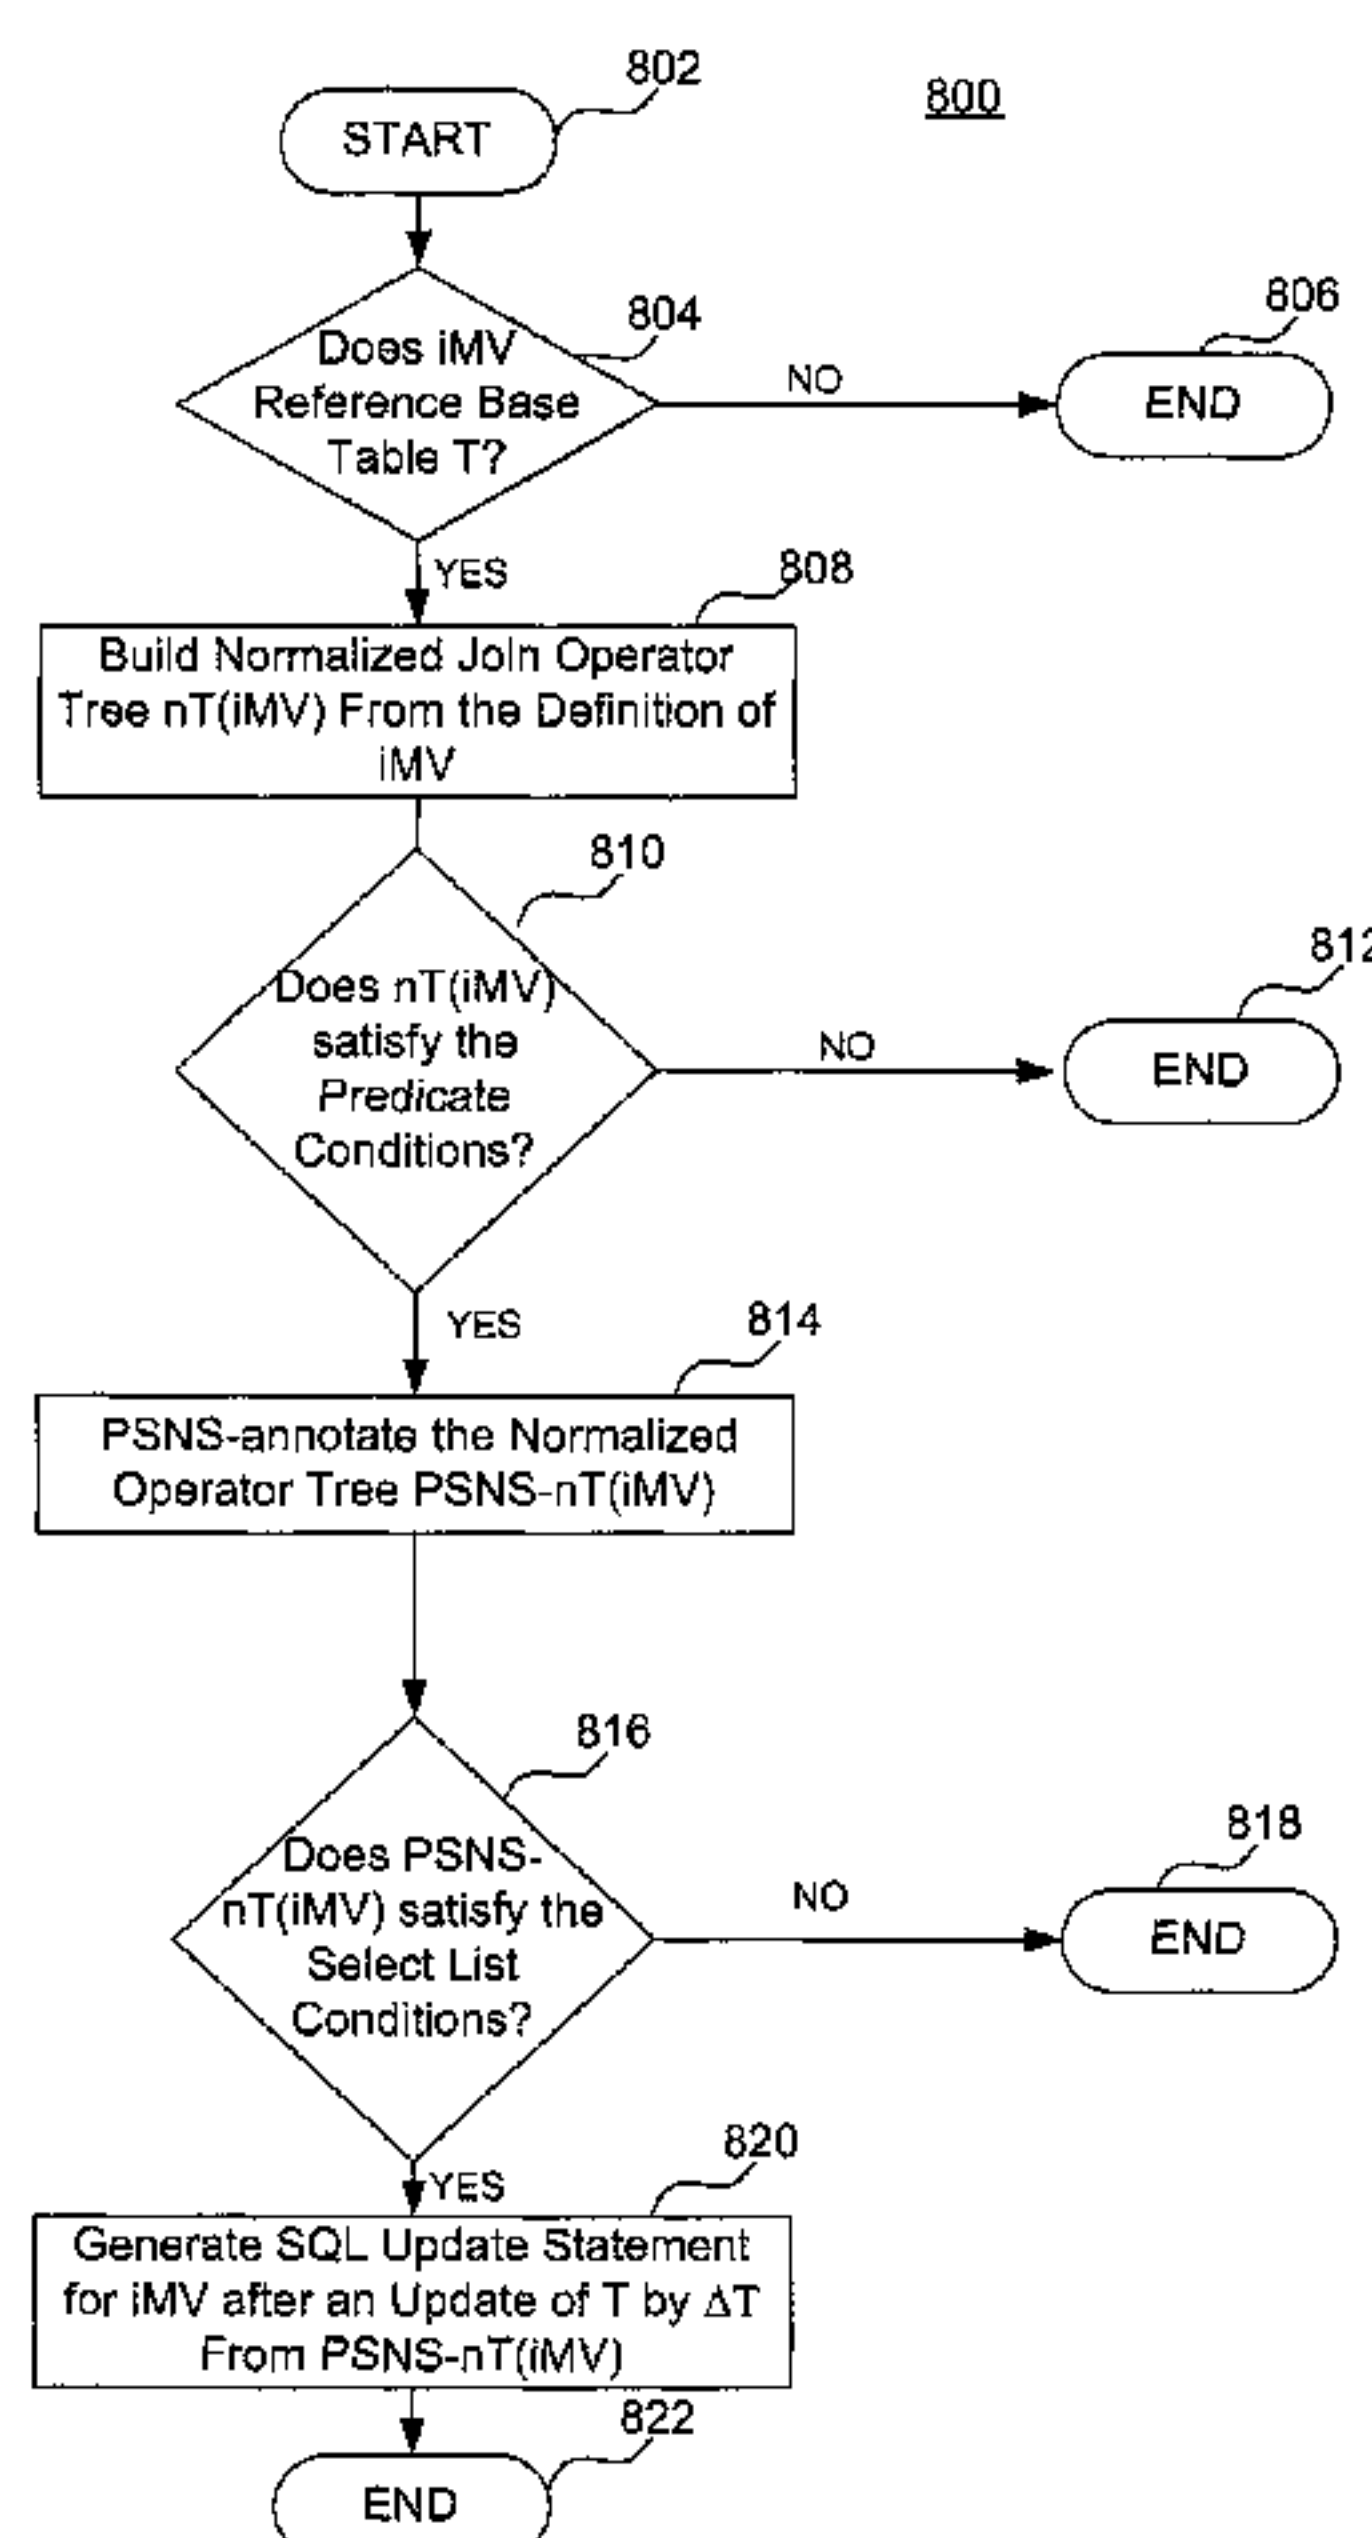 802
800
START
804
806
Does iMV
Reference Base
Table T?
NO
END
YES
808
Build Normalized Join Operator
Tree nT(iMV) From the Definition of
iMV
810
812
Does nT(iMV)
satisfy the
Predicate
Conditions?
NO
END
YES
814
PSNS-annotate the Normalized
Operator Tree PSNS-nT(iMV)
816
818
Does PSNS-
nT(iMV) satisfy the
Select List
Conditions?
NO
END
820
YES
Generate SQL Update Statement
for iMV after an Update of T by ΔT
From PSNS-nT(iMV)
822
END